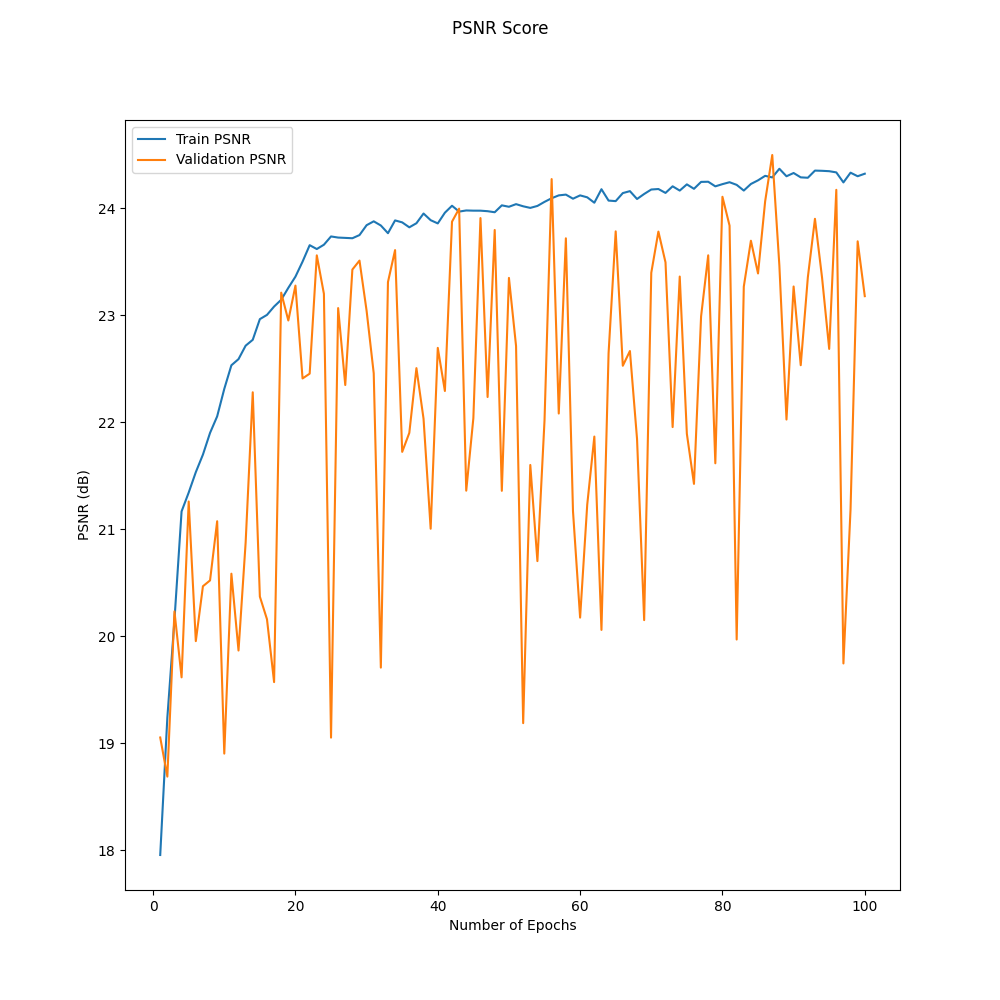 PSNR Score
Train PSNR
Validation PSNR
24
23
22
21
20
19
18
PSNR (dB)
0 20 40 60 80 100
Number of Epochs